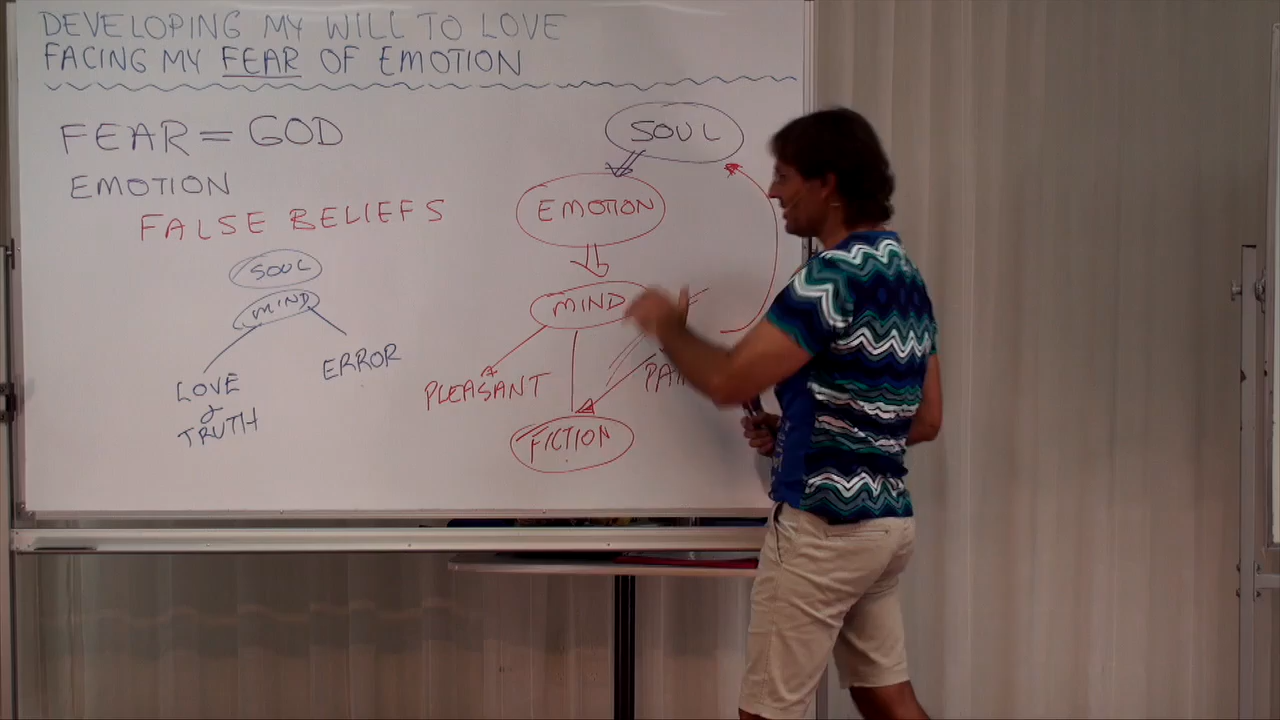 DEVELOPING MY WILL TO LOVE
FACING MY FEAR OF EMOTION
FEAR = GOD
EMOTION
FALSE BELIEFS
SOUL
MIND
LOVE
&
TRUTH
ERROR
SOUL
EMOTION
MIND
PLEASANT
FICTION